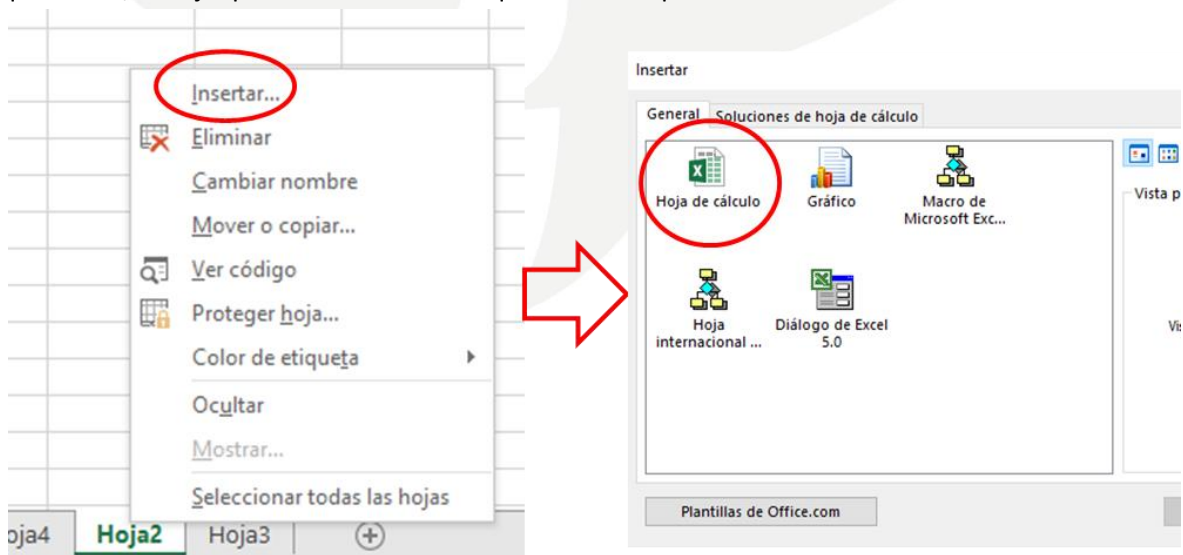 Insertar...
Eliminar
Cambiar nombre
Mover o copiar...
Ver código
Proteger hoja...
Color de etiqueta
Ocultar
Mostrar...
Seleccionar todas las hojas
oja4 Hoja2 Hoja3
Insertar
General Soluciones de hoja de cálculo
Hoja de cálculo Gráfico Macro de
Microsoft Exc...
Vista p
Hoja Diálogo de Excel
internacional ... 5.0
Vis
Plantillas de Office.com